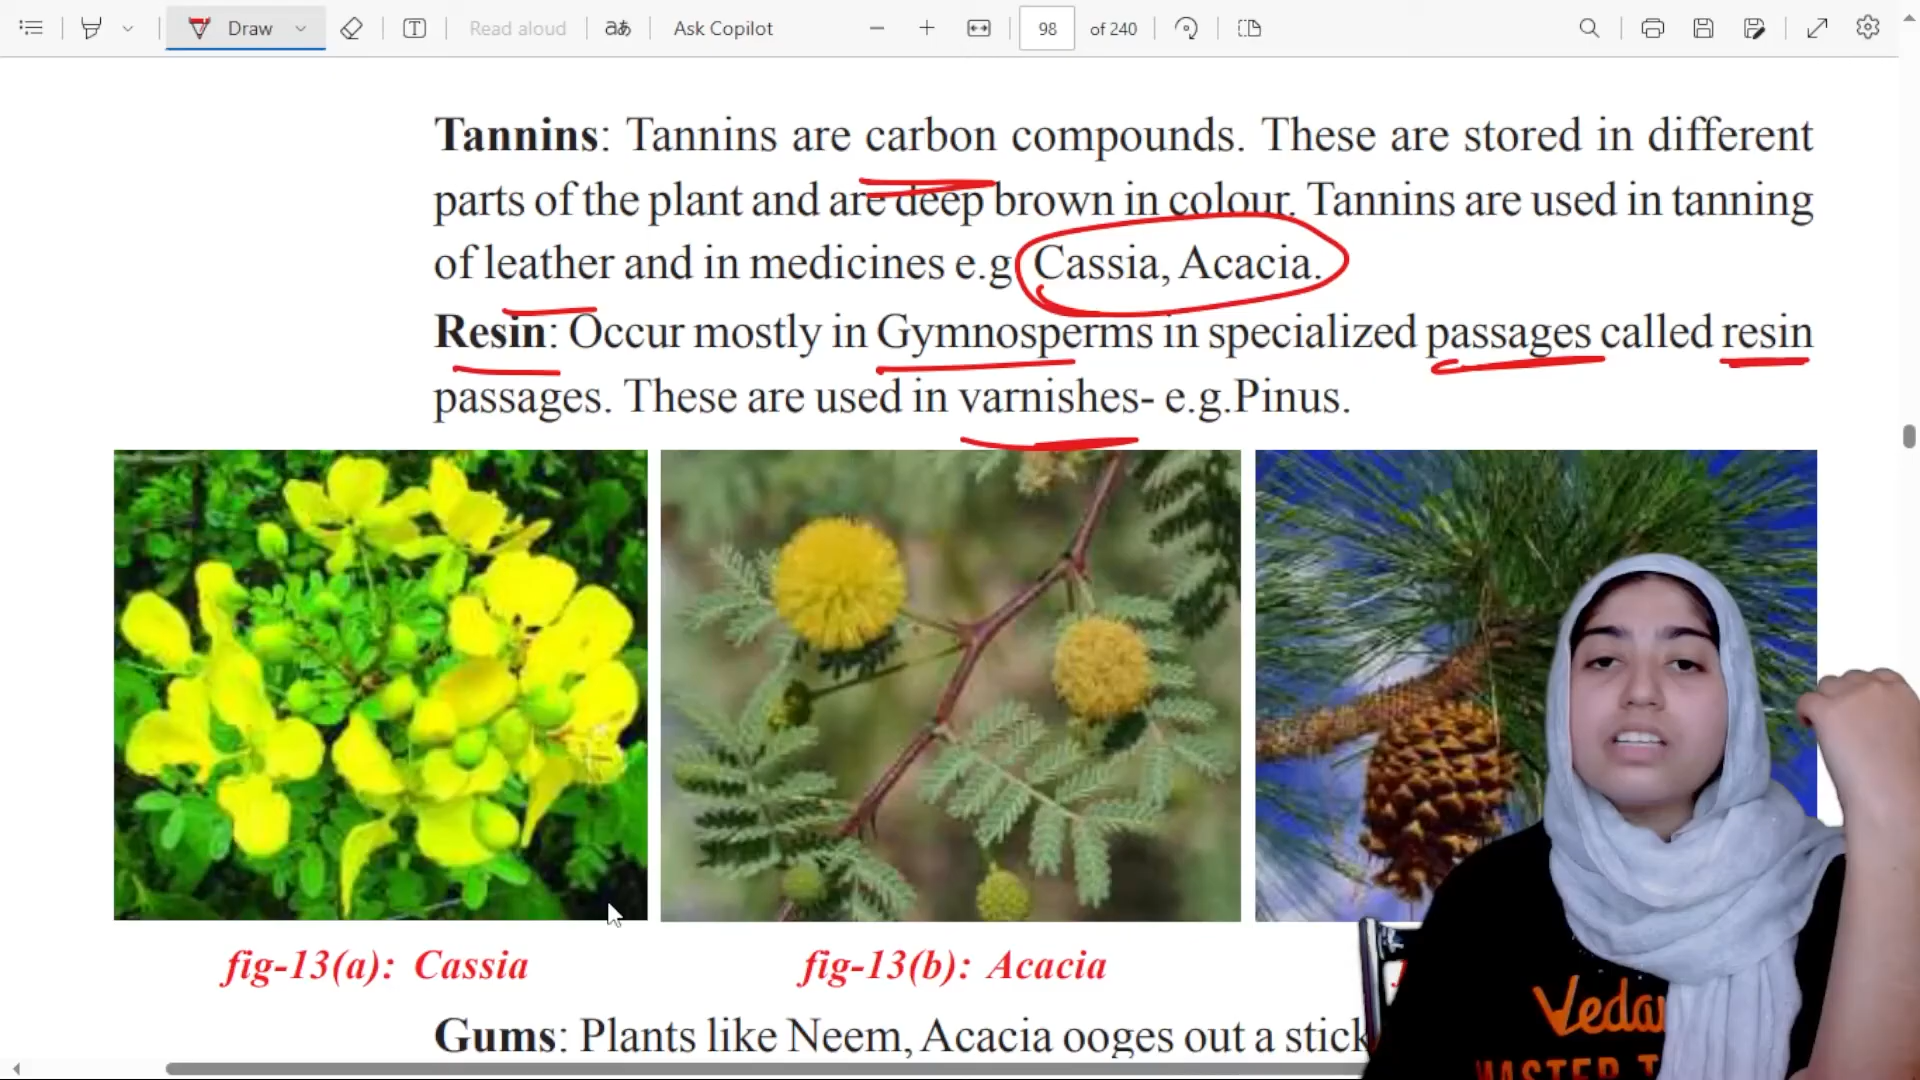 Draw
Read aloud
aあ
Ask Copilot
98
of 240
Tannins: Tannins are carbon compounds. These are stored in different
parts of the plant and are deep brown in colour. Tannins are used in tanning
of leather and in medicines e.g Cassia, Acacia.
Resin: Occur mostly in Gymnosperms in specialized passages called resin
passages. These are used in varnishes- e.g.Pinus.
fig-13(a): Cassia
fig-13(b): Acacia
Gums: Plants like Neem, Acacia ooges out a stick
MASTER